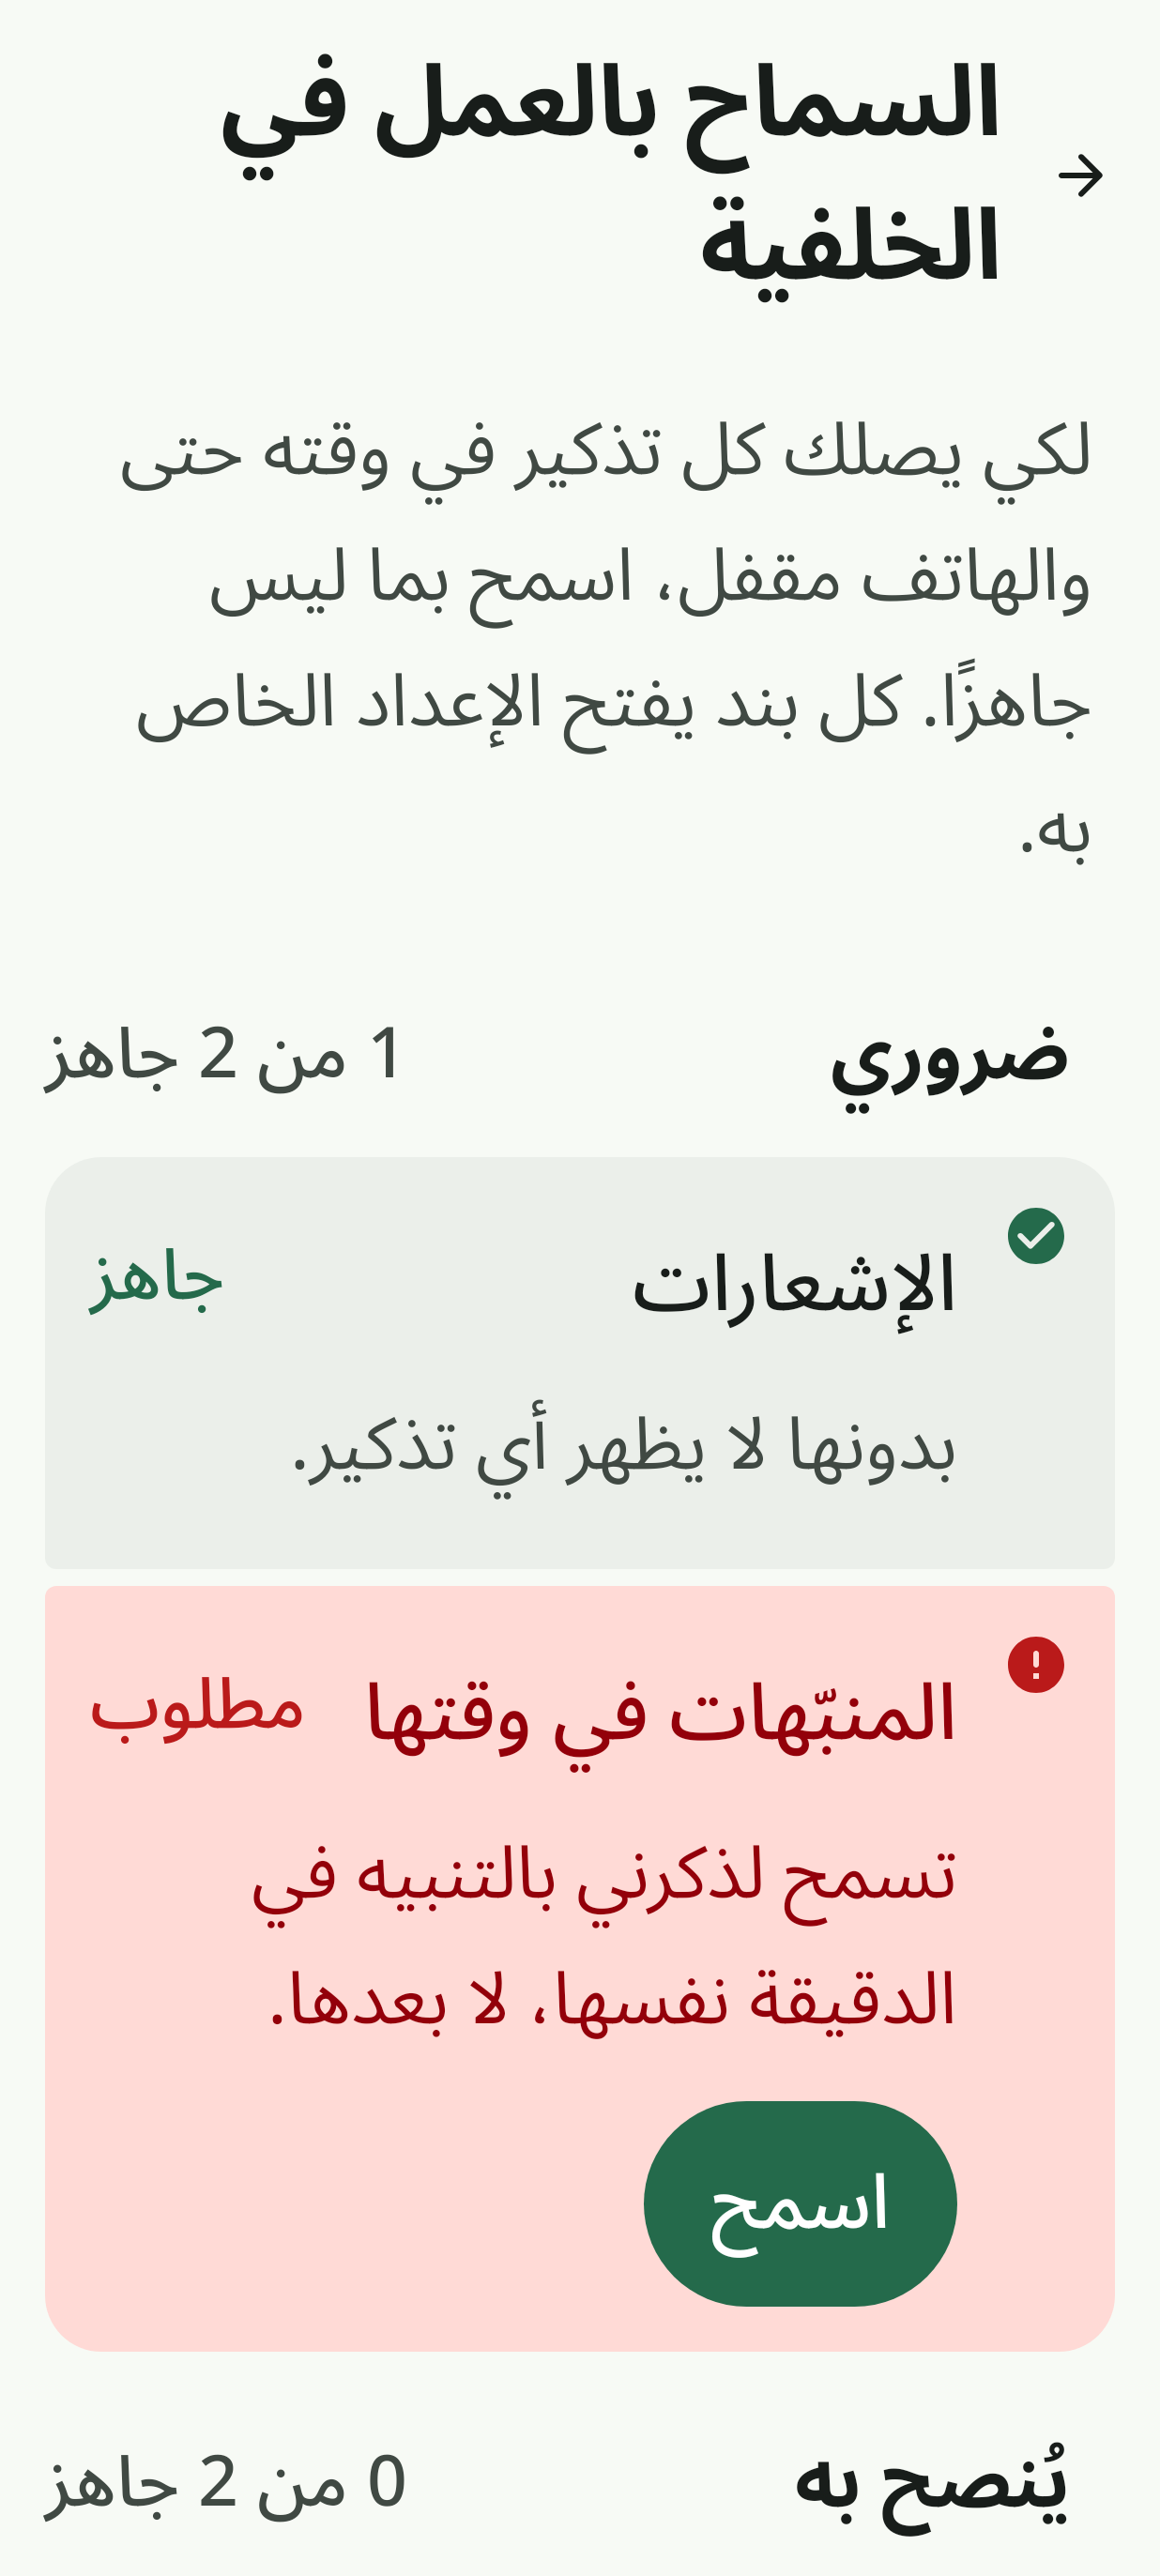 السماح بالعمل في
الخلفية
لكي يصلك كل تذكير في وقته حتى
والهاتف مقفل، اسمح بما ليس
جاهزًا. كل بند يفتح الإعداد الخاص
به.
ضروري
1 من 2 جاهز
الإشعارات
جاهز
بدونها لا يظهر أي تذكير.
المنبّهات في وقتها
مطلوب
تسمح لذكرني بالتنبيه في
الدقيقة نفسها، لا بعدها.
اسمح
يُنصح به
0 من 2 جاهز